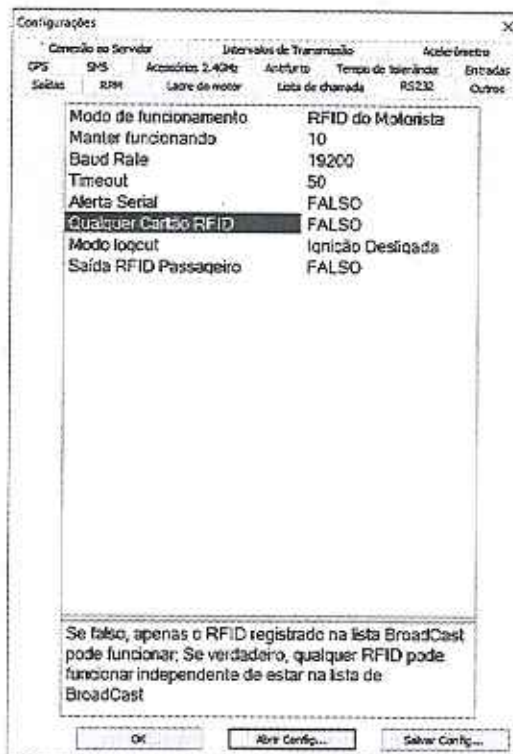 Configurações
Conexão ao Servidor Intervalos de Transmissão Acelerômetro
GPS SMS Acessórios 2.4GHz Antifurto Tempo de tolerância Entradas
Saídas RPM Lacre do motor Lista de chamada RS232 Outros
Modo de funcionamento RFID do Motorista
Manter funcionando 10
Baud Rate 19200
Timeout 50
Alerta Serial FALSO
Qualquer Cartão RFID FALSO
Modo logout Ignição Desligada
Saída RFID Passageiro FALSO
Se falso, apenas o RFID registrado na lista BroadCast
pode funcionar; Se verdadeiro, qualquer RFID pode
funcionar independente de estar na lista de
BroadCast
OK Abrir Config... Salvar Config...